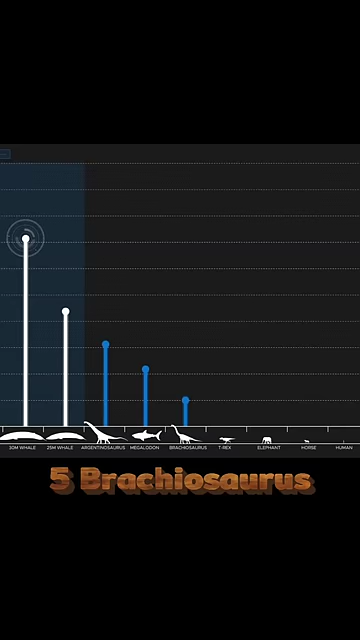 30M WHALE 25M WHALE ARGENTINOSAURUS MEGALODON BRACHIOSAURUS T-REX ELEPHANT HORSE HUMAN
5 Brachiosaurus